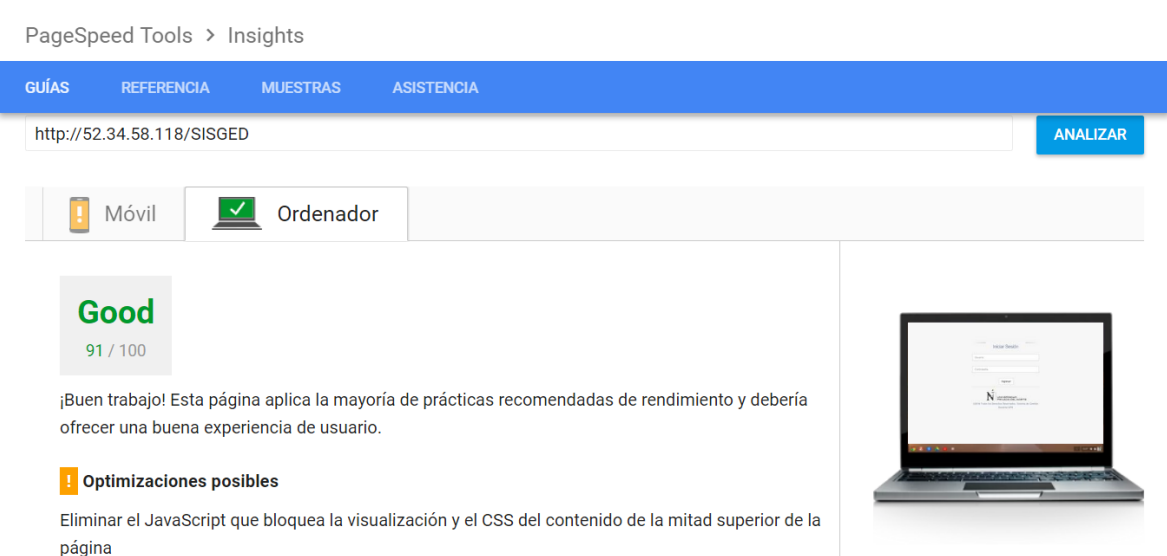 PageSpeed Tools > Insights
GUÍAS REFERENCIA MUESTRAS ASISTENCIA
http://52.34.58.118/SISGED
ANALIZAR
Móvil
Ordenador
Good
91 / 100
¡Buen trabajo! Esta página aplica la mayoría de prácticas recomendadas de rendimiento y debería
ofrecer una buena experiencia de usuario.
! Optimizaciones posibles
Eliminar el JavaScript que bloquea la visualización y el CSS del contenido de la mitad superior de la
página
Iniciar Sesión
N